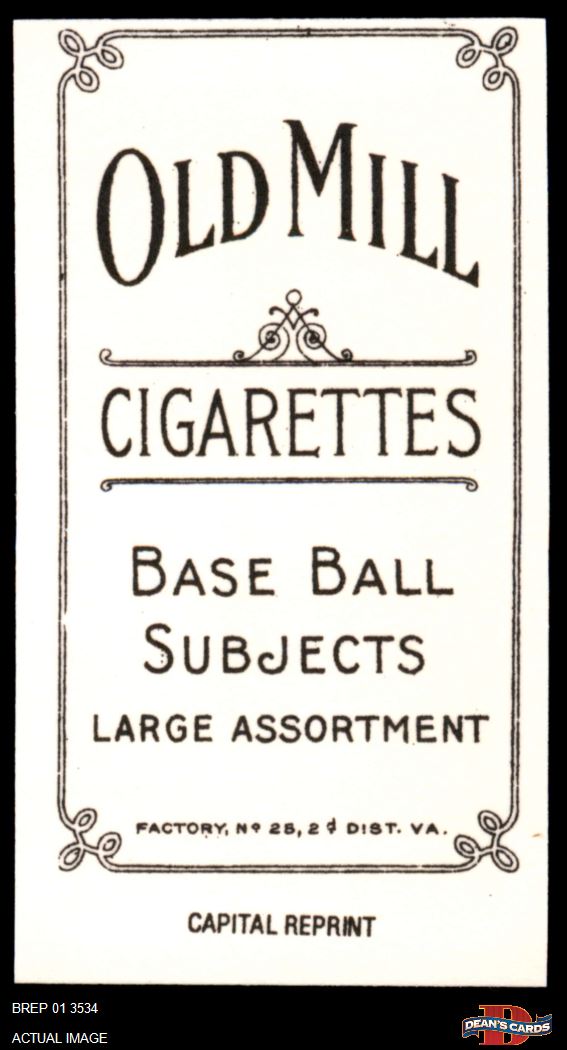 OLD MILL
CIGARETTES
BASE BALL
SUBJECTS
LARGE ASSORTMENT
FACTORY, Nº 25, 2ᵈ DIST. VA.
CAPITAL REPRINT
BREP 01 3534
ACTUAL IMAGE
D
DEAN'S CARDS